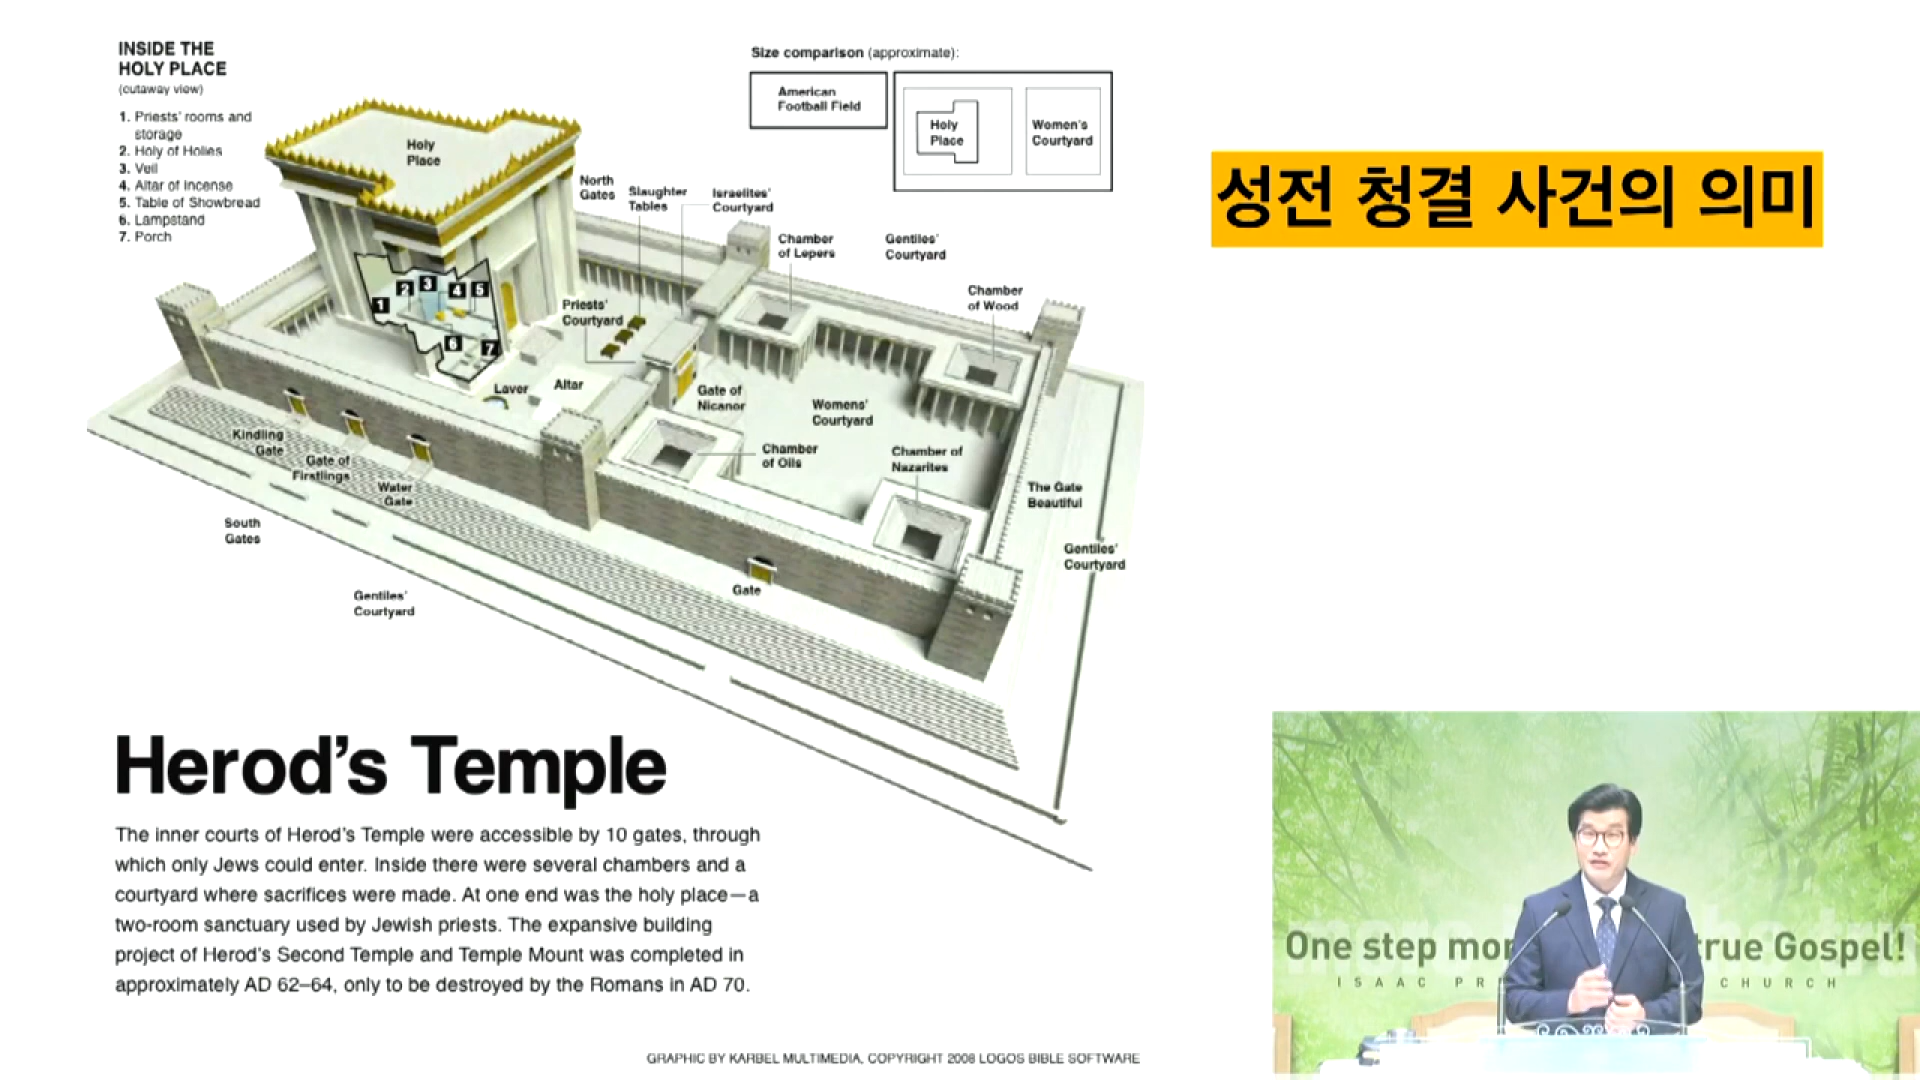 INSIDE THE
HOLY PLACE
(cutaway view)
1. Priests' rooms and
storage
2. Holy of Holies
3. Veil
4. Altar of Incense
5. Table of Showbread
6. Lampstand
7. Porch
Size comparison (approximate):
American
Football Field
Holy
Place
Women's
Courtyard
성전 청결 사건의 의미
Holy
Place
North
Gates
Slaughter
Tables
Israelites'
Courtyard
Chamber
of Lepers
Gentiles'
Courtyard
Chamber
of Wood
Priests'
Courtyard
1
2
3
4
5
6
7
Laver
Altar
Gate of
Nicanor
Womens'
Courtyard
Chamber
of Oils
Chamber of
Nazarites
The Gate
Beautiful
Kindling
Gate
Gate of
Firstlings
Water
Gate
South
Gates
Gentiles'
Courtyard
Gate
Gentiles'
Courtyard
Herod's Temple
The inner courts of Herod's Temple were accessible by 10 gates, through
which only Jews could enter. Inside there were several chambers and a
courtyard where sacrifices were made. At one end was the holy place—a
two-room sanctuary used by Jewish priests. The expansive building
project of Herod's Second Temple and Temple Mount was completed in
approximately AD 62–64, only to be destroyed by the Romans in AD 70.
GRAPHIC BY KARBEL MULTIMEDIA, COPYRIGHT 2008 LOGOS BIBLE SOFTWARE
One step mor true Gospel!
ISAAC PR CHURCH